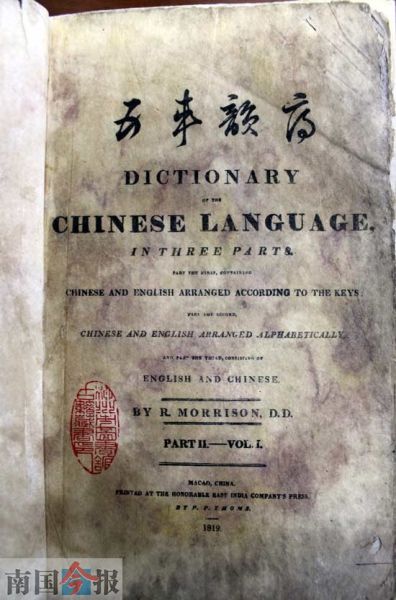 五車韻府
DICTIONARY
OF THE
CHINESE LANGUAGE,
IN THREE PARTS.
PART THE FIRST, CONTAINING
CHINESE AND ENGLISH ARRANGED ACCORDING TO THE KEYS;
PART THE SECOND,
CHINESE AND ENGLISH ARRANGED ALPHABETICALLY,
AND PART THE THIRD, CONSISTING OF
ENGLISH AND CHINESE.
BY R. MORRISON, D.D.
PART II.—VOL. I.
MACAO, CHINA.
PRINTED AT THE HONORABLE EAST INDIA COMPANY'S PRESS,
BY P. P. THOMS.
1819.
南国今报